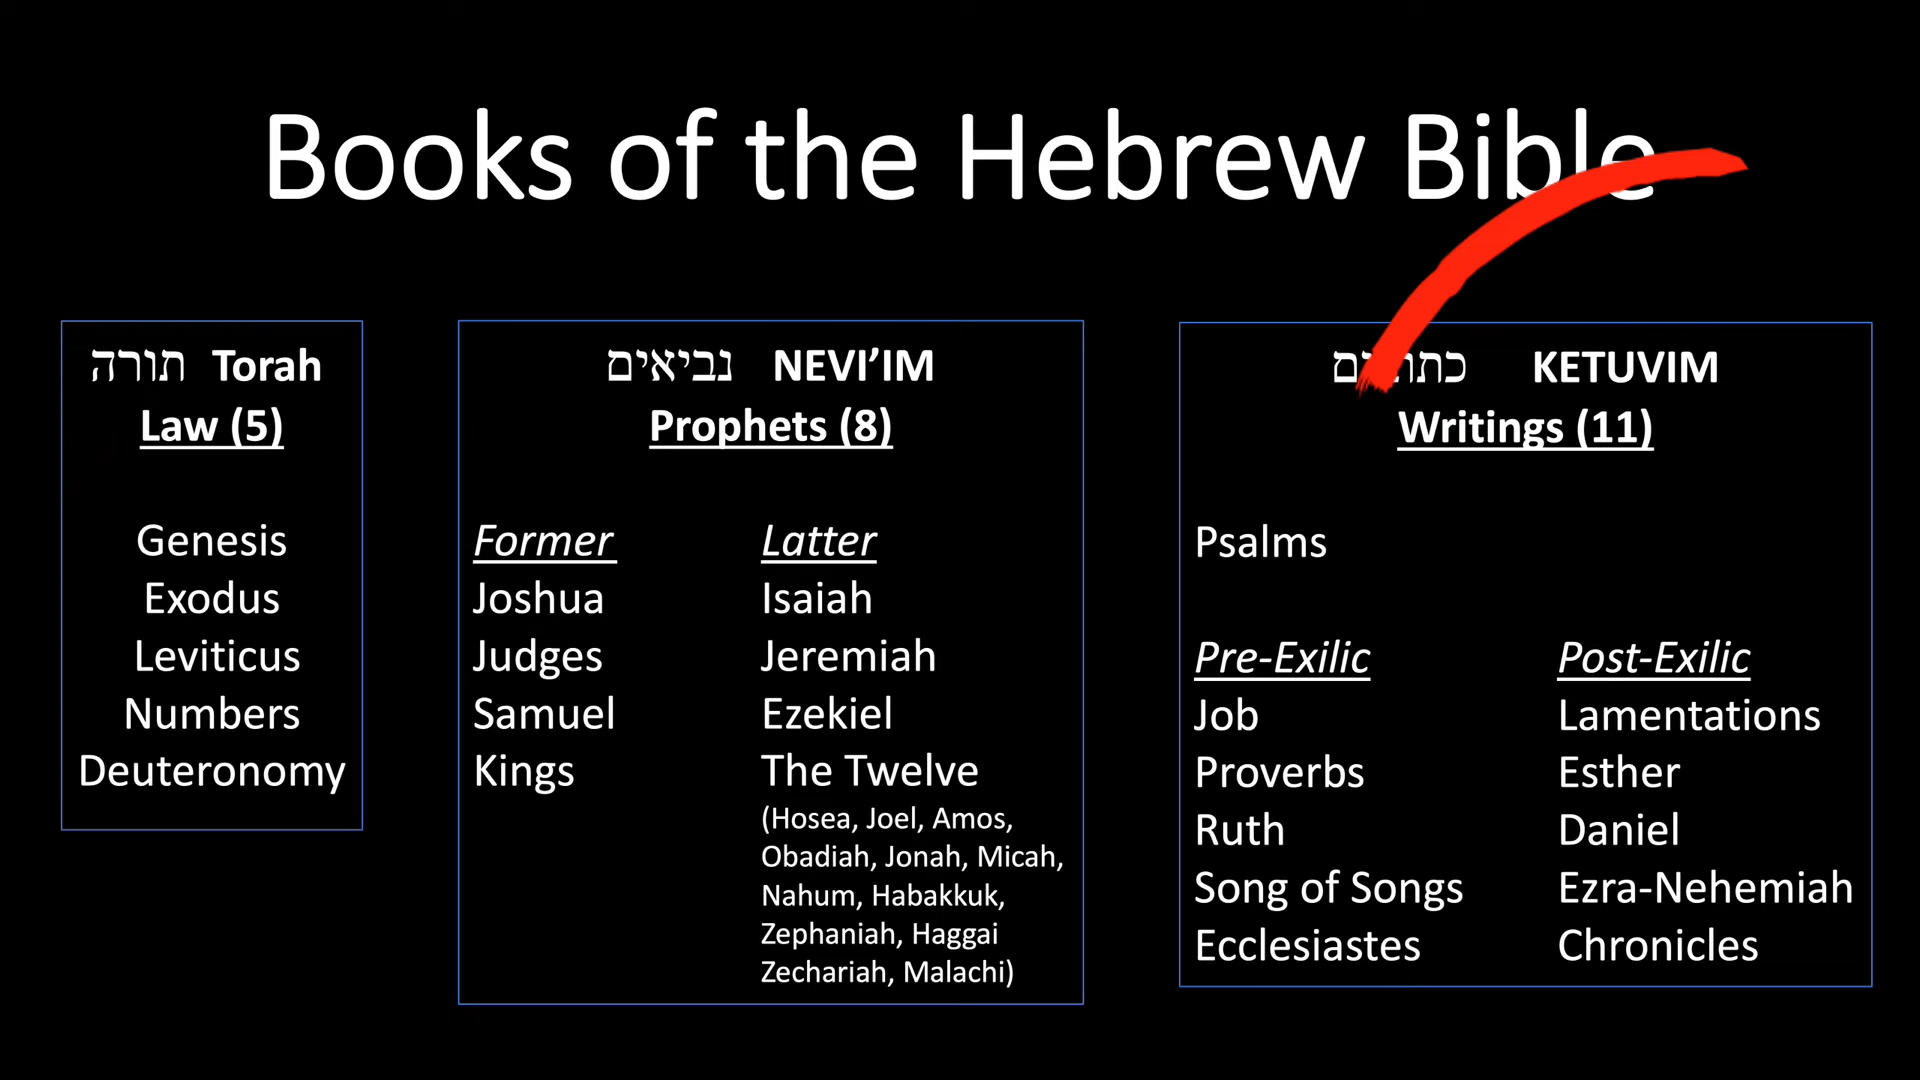 Books of the Hebrew Bible
תורה Torah
Law (5)
Genesis
Exodus
Leviticus
Numbers
Deuteronomy
נביאים NEVI’IM
Prophets (8)
Former
Joshua
Judges
Samuel
Kings
Latter
Isaiah
Jeremiah
Ezekiel
The Twelve
(Hosea, Joel, Amos,
Obadiah, Jonah, Micah,
Nahum, Habakkuk,
Zephaniah, Haggai
Zechariah, Malachi)
KETUVIM
Writings (11)
Psalms
Pre-Exilic
Job
Proverbs
Ruth
Song of Songs
Ecclesiastes
Post-Exilic
Lamentations
Esther
Daniel
Ezra-Nehemiah
Chronicles